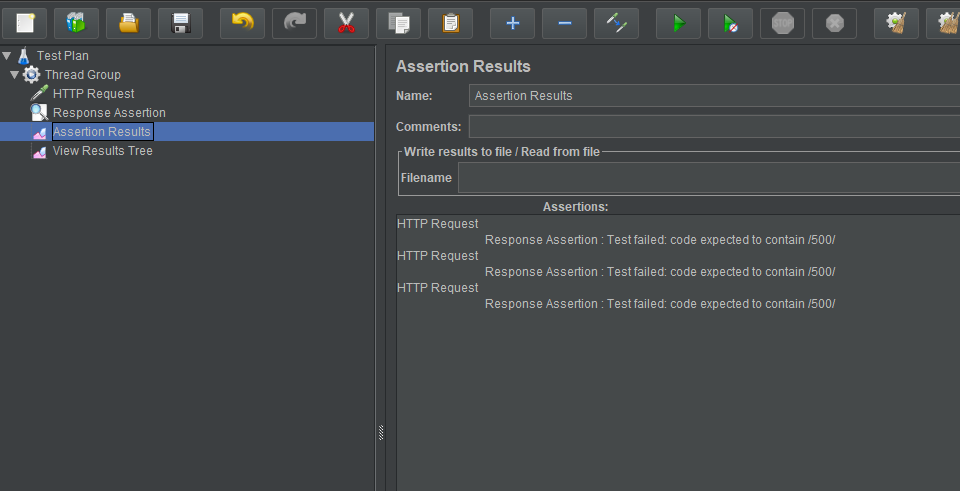 STOP
Test Plan
Thread Group
HTTP Request
Response Assertion
Assertion Results
View Results Tree
Assertion Results
Name: Assertion Results
Comments:
Write results to file / Read from file
Filename
Assertions:
HTTP Request
Response Assertion : Test failed: code expected to contain /500/
HTTP Request
Response Assertion : Test failed: code expected to contain /500/
HTTP Request
Response Assertion : Test failed: code expected to contain /500/